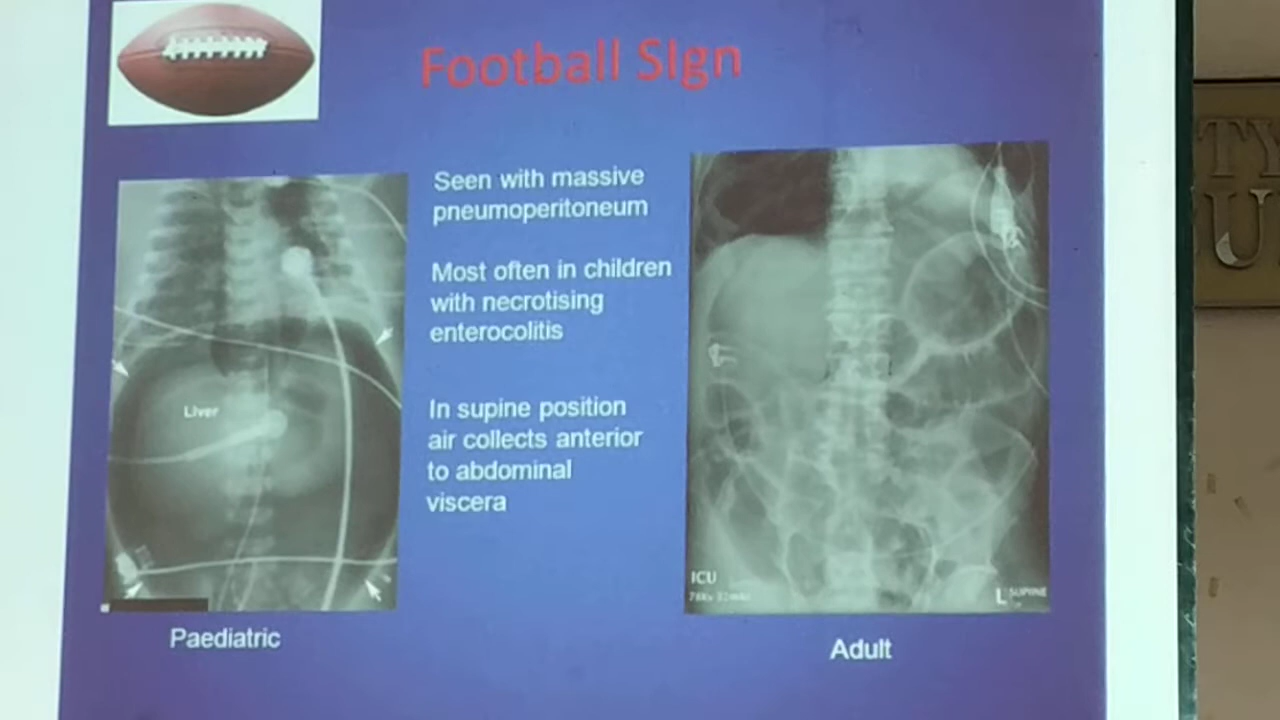 Football SIgn
Seen with massive
pneumoperitoneum
Most often in children
with necrotising
enterocolitis
In supine position
air collects anterior
to abdominal
viscera
Liver
Paediatric
ICU
L SUPINE
Adult
TY
U